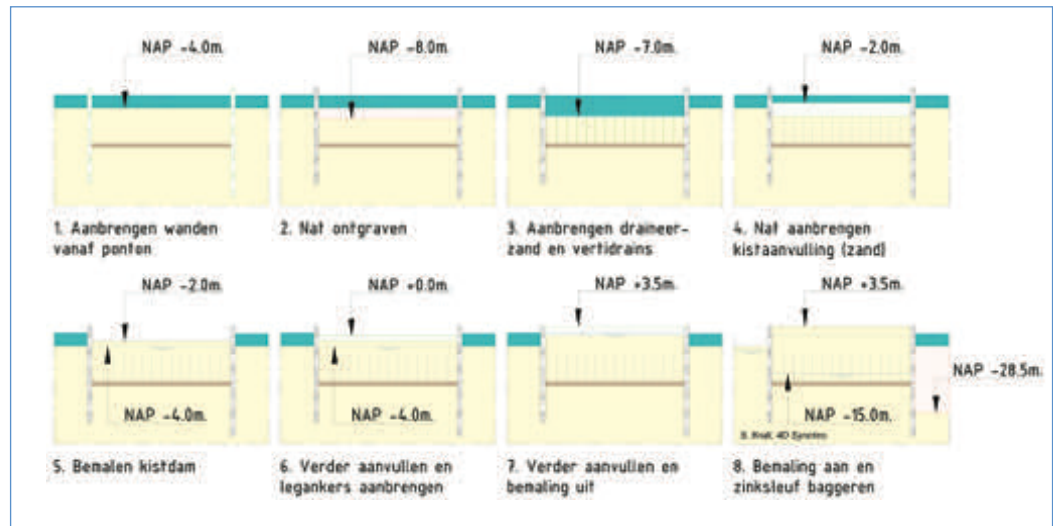 NAP -4.0m.
NAP -8.0m.
NAP -7.0m.
NAP -2.0m.
1. Aanbrengen wanden
vanaf ponton
2. Nat ontgraven
3. Aanbrengen draineer-
zand en vertidrains
4. Nat aanbrengen
kistaanvulling (zand)
NAP -2.0m.
NAP +0.0m.
NAP +3.5m.
NAP +3.5m.
NAP -28.5m.
NAP -4.0m.
NAP -4.0m.
NAP -15.0m.
5. Bemalen kistdam
6. Verder aanvullen en
legankers aanbrengen
7. Verder aanvullen en
bemaling uit
8. Bemaling aan en
zinksleuf baggeren